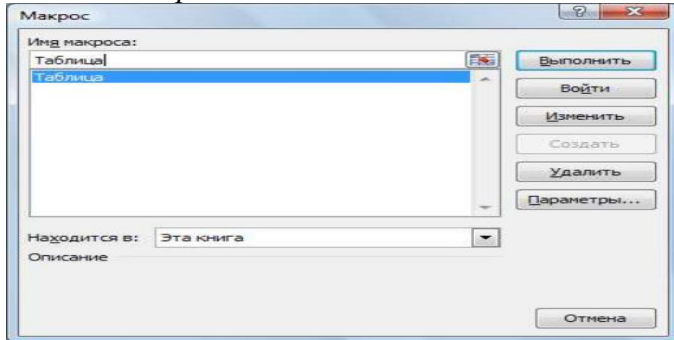 Макрос
Имя макроса:
Таблица
Таблица
Выполнить
Войти
Изменить
Создать
Удалить
Параметры...
Находится в: Эта книга
Описание
Отмена